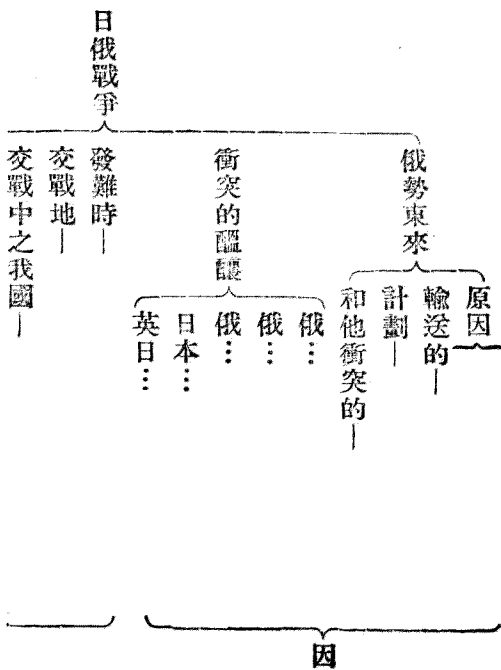 日俄戰爭
俄勢東來
原因
輸送的—
計劃—
和他衝突的—
衝突的醞釀
俄…
俄…
俄…
日本…
英日…
發難時—
交戰地—
交戰中之我國—
因